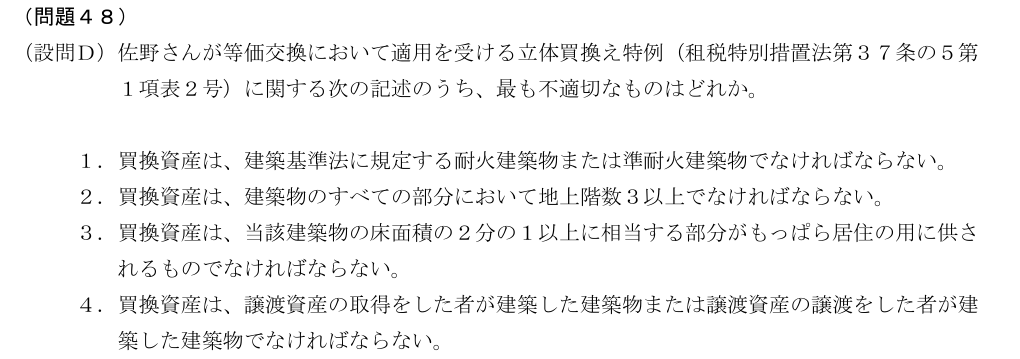 （問題４８）
（設問Ｄ）佐野さんが等価交換において適用を受ける立体買換え特例（租税特別措置法第３７条の５第
１項表２号）に関する次の記述のうち、最も不適切なものはどれか。
１．買換資産は、建築基準法に規定する耐火建築物または準耐火建築物でなければならない。
２．買換資産は、建築物のすべての部分において地上階数３以上でなければならない。
３．買換資産は、当該建築物の床面積の２分の１以上に相当する部分がもっぱら居住の用に供さ
れるものでなければならない。
４．買換資産は、譲渡資産の取得をした者が建築した建築物または譲渡資産の譲渡をした者が建
築した建築物でなければならない。